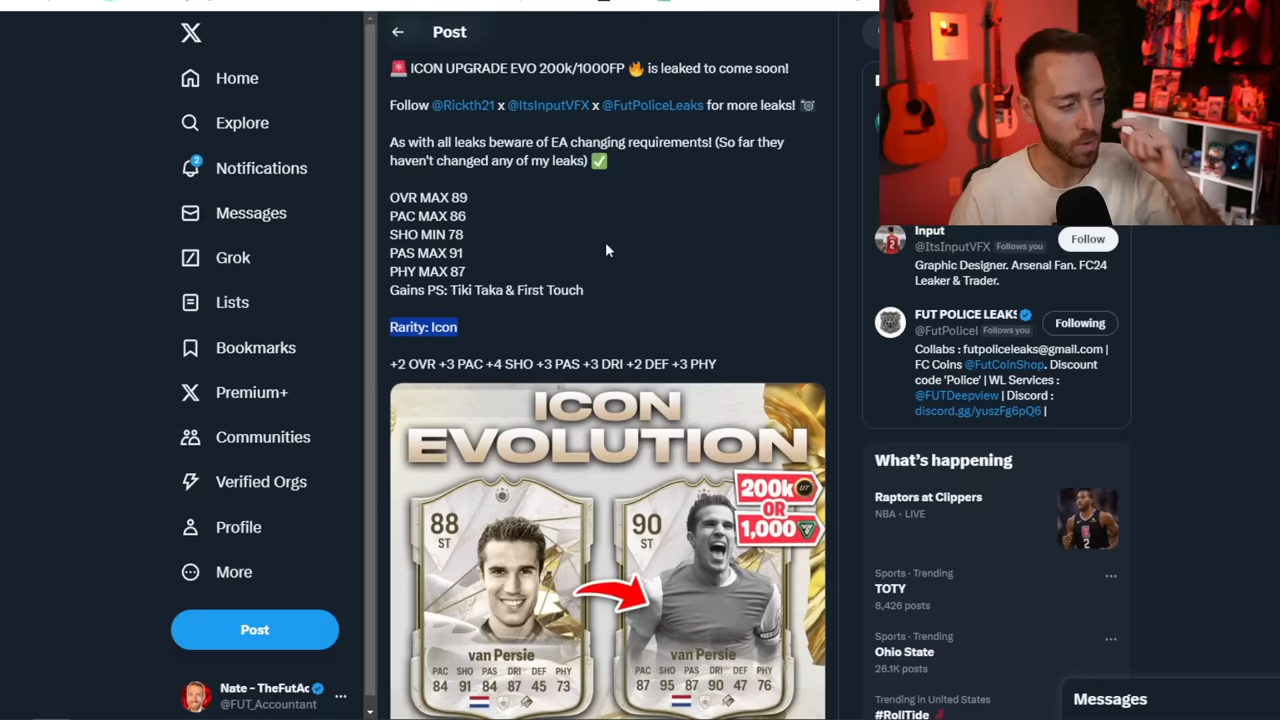 Home
Explore
2
Notifications
Messages
Grok
Lists
Bookmarks
Premium+
Communities
Verified Orgs
Profile
More
Post
Nate - TheFutAc
@FUT_Accountant
Post
🚨 ICON UPGRADE EVO 200k/1000FP 🔥 is leaked to come soon!
Follow @Rickth21 x @ItsInputVFX x @FutPoliceLeaks for more leaks! 📸
As with all leaks beware of EA changing requirements! (So far they
haven't changed any of my leaks) ✅
OVR MAX 89
PAC MAX 86
SHO MIN 78
PAS MAX 91
PHY MAX 87
Gains PS: Tiki Taka & First Touch
Rarity: Icon
+2 OVR +3 PAC +4 SHO +3 PAS +3 DRI +2 DEF +3 PHY
ICON
EVOLUTION
200k
OR
1,000
88
ST
van Persie
PAC SHO PAS DRI DEF PHY
84 91 84 87 45 73
90
ST
van Persie
PAC SHO PAS DRI DEF PHY
87 95 87 90 47 76
Input
@ItsInputVFX Follows you
Follow
Graphic Designer. Arsenal Fan. FC24
Leaker & Trader.
FUT POLICE LEAKS
@FutPoliceL Follows you
Following
Collabs : futpoliceleaks@gmail.com |
FC Coins @FutCoinShop. Discount
code 'Police' | WL Services :
@FUTDeepview | Discord :
discord.gg/yuszFg6pQ6 |
What's happening
Raptors at Clippers
NBA · LIVE
Sports · Trending
TOTY
8,426 posts
Sports · Trending
Ohio State
26.1K posts
Trending in United States
#RollTide
Messages